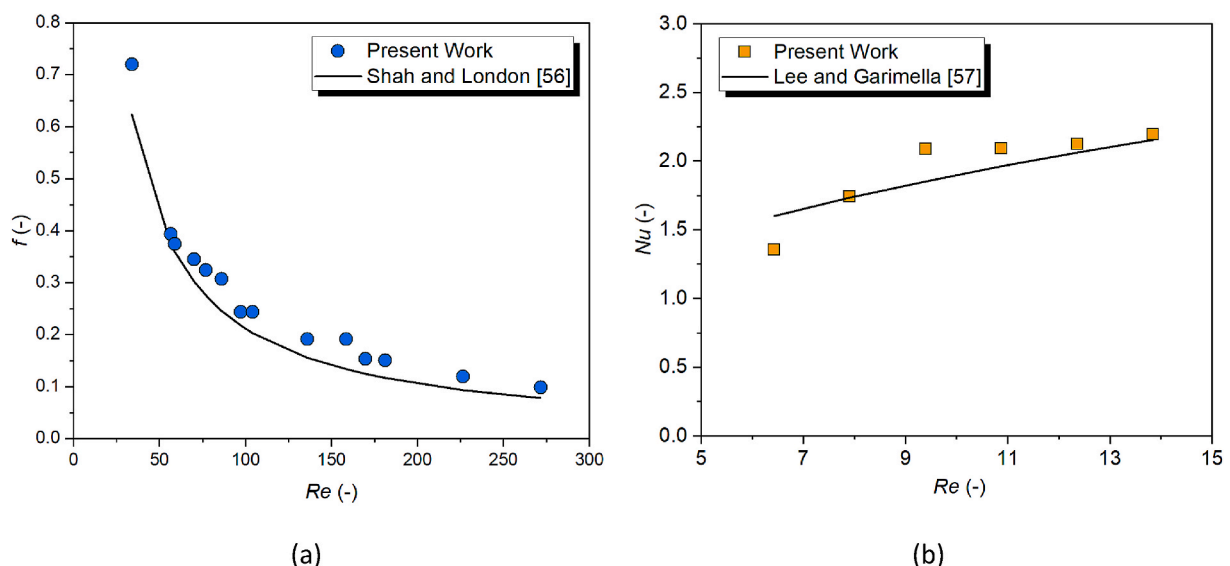 0.8
0.7
0.6
0.5
0.4
0.3
0.2
0.1
0.0
f (-)
Present Work
Shah and London [56]
0
50
100
150
200
250
300
Re (-)
(a)
3.0
2.5
2.0
1.5
1.0
0.5
0.0
Nu (-)
Present Work
Lee and Garimella [57]
5
7
9
11
13
15
Re (-)
(b)